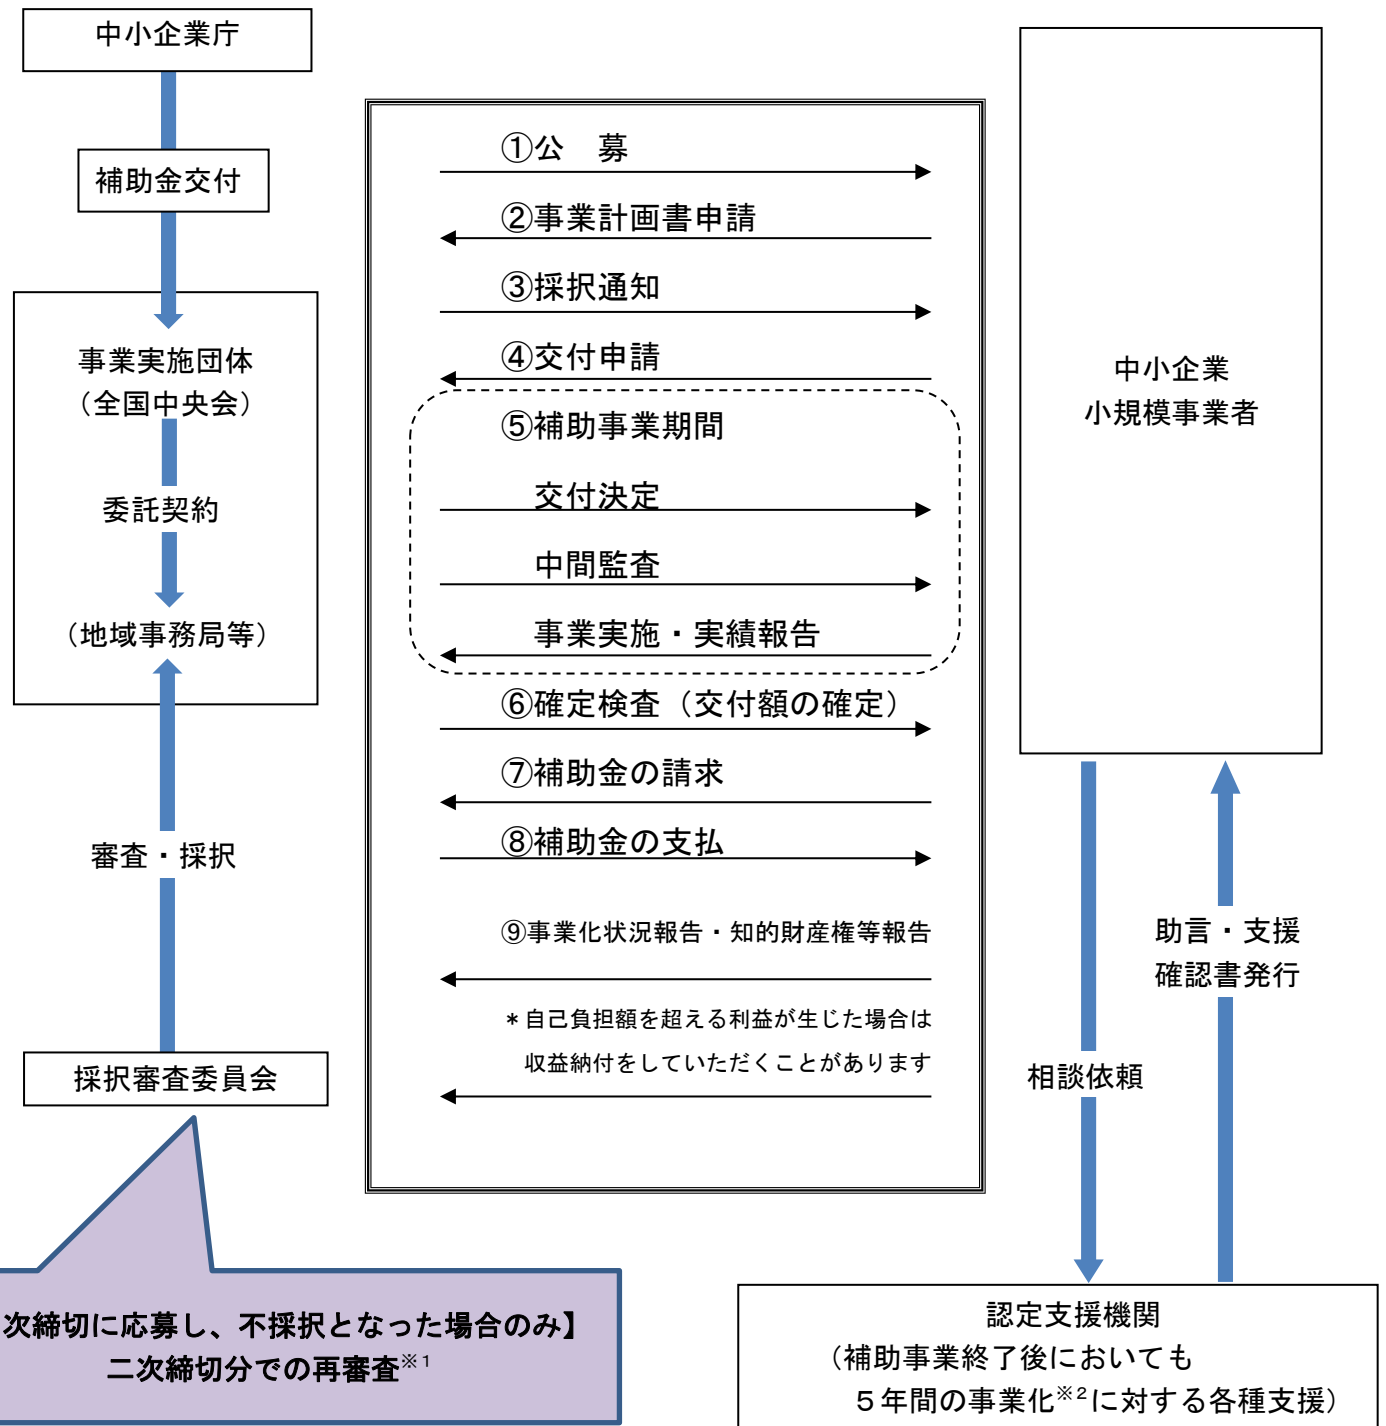 中小企業庁
補助金交付
事業実施団体
（全国中央会）
委託契約
（地域事務局等）
審査・採択
採択審査委員会
次締切に応募し、不採択となった場合のみ】
二次締切分での再審査※1
①公　募
②事業計画書申請
③採択通知
④交付申請
⑤補助事業期間
交付決定
中間監査
事業実施・実績報告
⑥確定検査（交付額の確定）
⑦補助金の請求
⑧補助金の支払
⑨事業化状況報告・知的財産権等報告
＊自己負担額を超える利益が生じた場合は
収益納付をしていただくことがあります
中小企業
小規模事業者
助言・支援
確認書発行
相談依頼
認定支援機関
（補助事業終了後においても
５年間の事業化※2に対する各種支援）